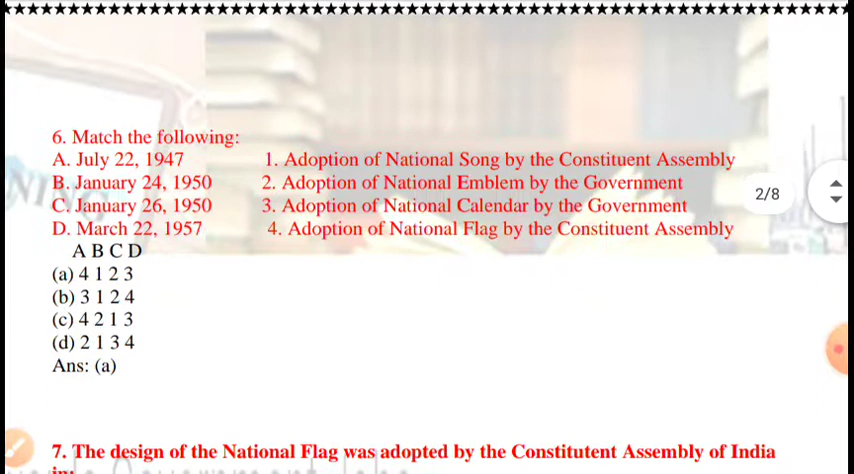 6. Match the following:
A. July 22, 1947 1. Adoption of National Song by the Constituent Assembly
B. January 24, 1950 2. Adoption of National Emblem by the Government
C. January 26, 1950 3. Adoption of National Calendar by the Government
D. March 22, 1957 4. Adoption of National Flag by the Constituent Assembly
A B C D
(a) 4 1 2 3
(b) 3 1 2 4
(c) 4 2 1 3
(d) 2 1 3 4
Ans: (a)
2/8
7. The design of the National Flag was adopted by the Constitutent Assembly of India